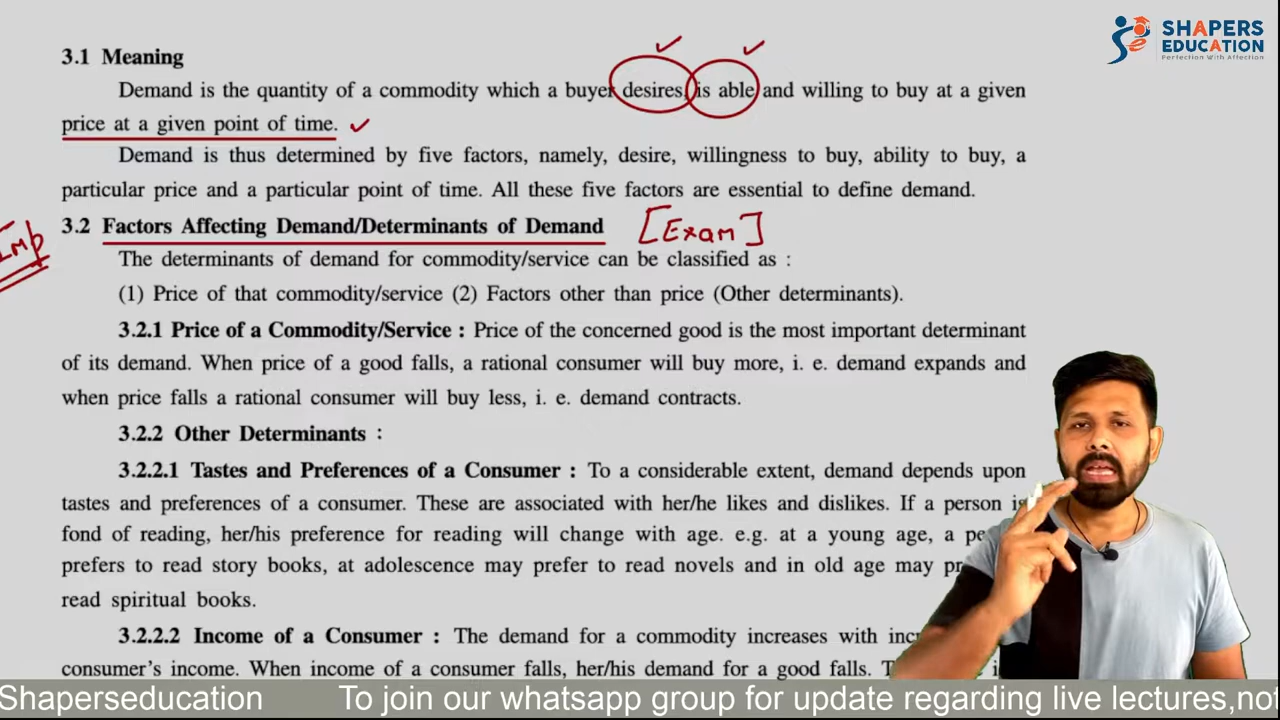 SHAPERS
EDUCATION
Perfection With Affection
3.1 Meaning
Demand is the quantity of a commodity which a buyer desires, is able and willing to buy at a given
price at a given point of time.
Demand is thus determined by five factors, namely, desire, willingness to buy, ability to buy, a
particular price and a particular point of time. All these five factors are essential to define demand.
Imp
3.2 Factors Affecting Demand/Determinants of Demand [Exam]
The determinants of demand for commodity/service can be classified as :
(1) Price of that commodity/service (2) Factors other than price (Other determinants).
3.2.1 Price of a Commodity/Service : Price of the concerned good is the most important determinant
of its demand. When price of a good falls, a rational consumer will buy more, i. e. demand expands and
when price falls a rational consumer will buy less, i. e. demand contracts.
3.2.2 Other Determinants :
3.2.2.1 Tastes and Preferences of a Consumer : To a considerable extent, demand depends upon
tastes and preferences of a consumer. These are associated with her/he likes and dislikes. If a person is
fond of reading, her/his preference for reading will change with age. e.g. at a young age, a
prefers to read story books, at adolescence may prefer to read novels and in old age may
read spiritual books.
3.2.2.2 Income of a Consumer : The demand for a commodity increases with
consumer's income. When income of a consumer falls, her/his demand for a good falls.
Shaperseducation To join our whatsapp group for update regarding live lectures,not